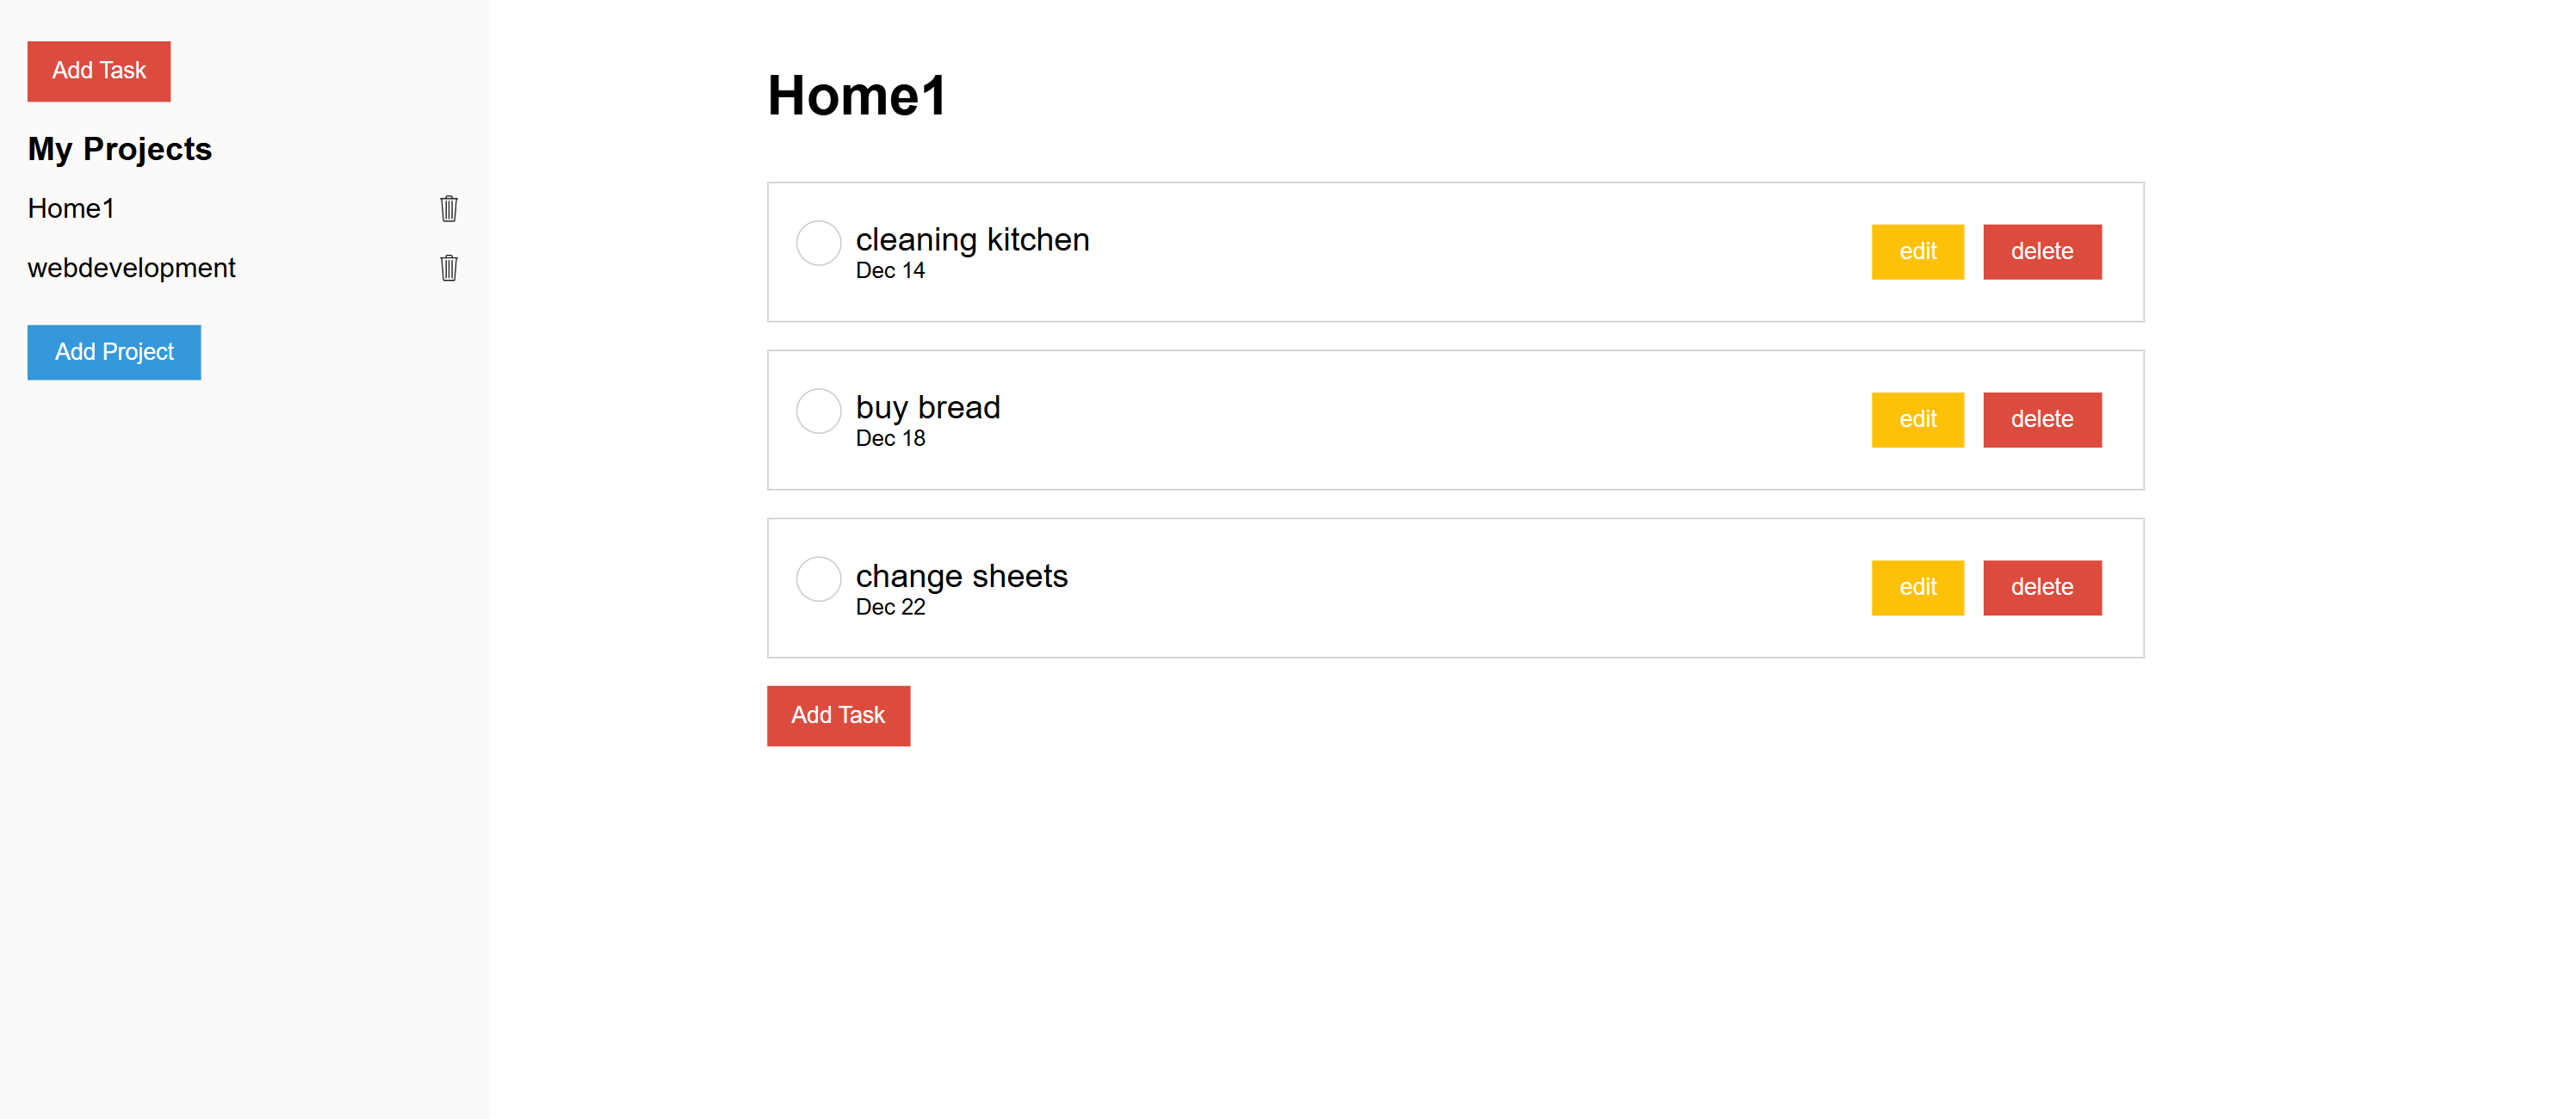 Add Task
My Projects
Home1
webdevelopment
Add Project
Home1
cleaning kitchen
Dec 14
edit
delete
buy bread
Dec 18
edit
delete
change sheets
Dec 22
edit
delete
Add Task